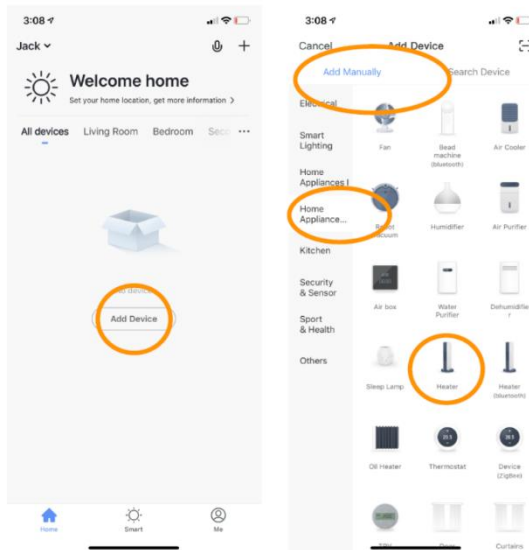 3:08
Jack
Welcome home
Set your home location, get more information >
All devices Living Room Bedroom
Add Device
Home Smart Me
3:08
Cancel Add Device
Add Manually Search Device
Electrical
Smart
Lighting
Home
Appliances
Home
Appliance...
Kitchen
Security
& Sensor
Sport
& Health
Others
Fan
Bead
machine
(bluetooth)
Air Cooler
Robot
Vacuum
Humidifier
Air Purifier
Air box
Water
Purifier
Dehumidifie
r
Sleep Lamp
Heater
Heater
(bluetooth)
Oil Heater
Thermostat
Device
(Zigbee)
TRV
Curtains